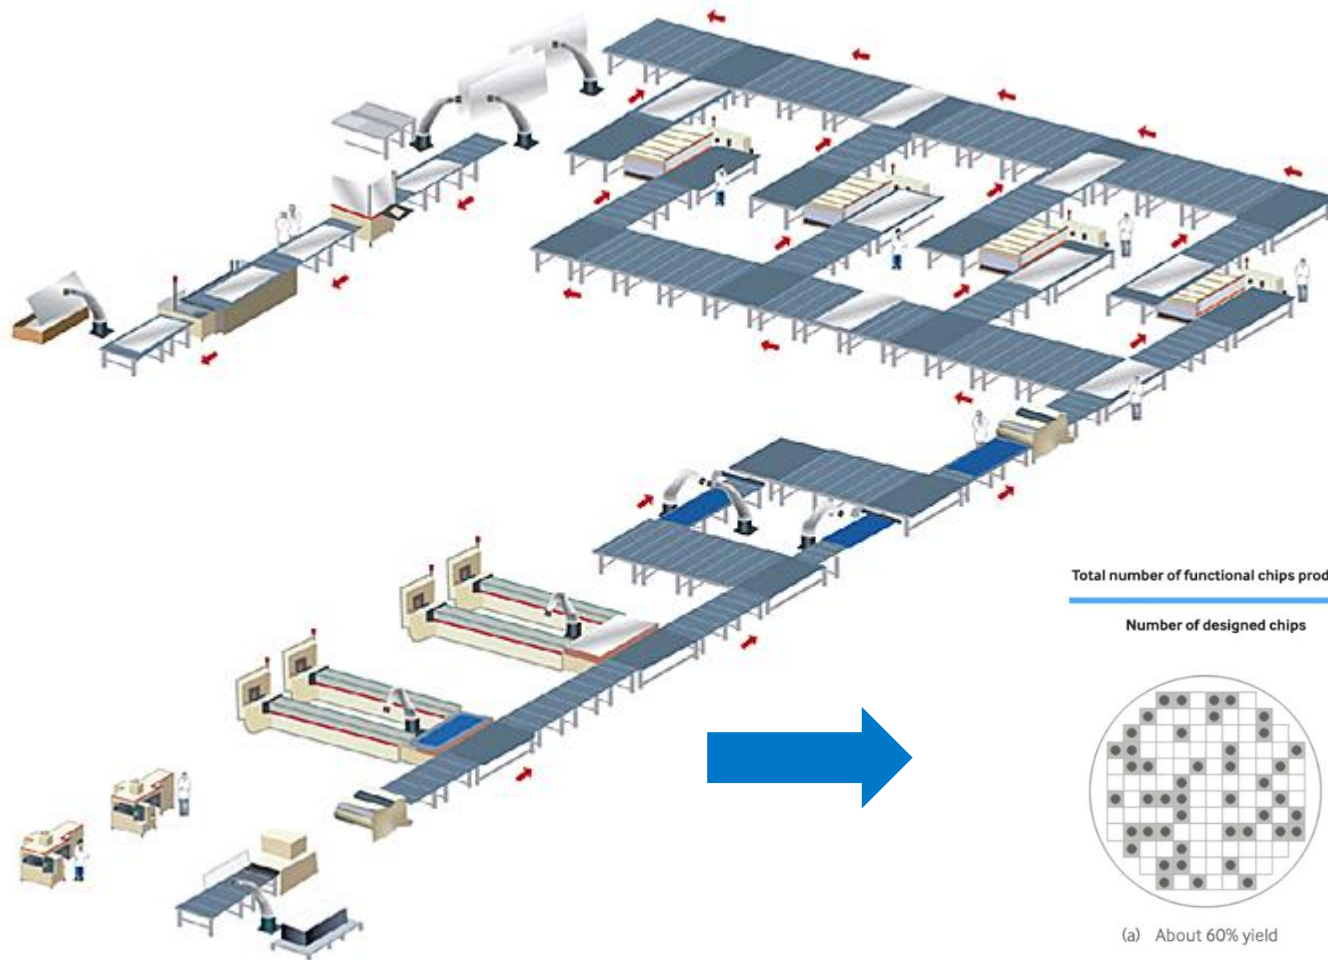 Total number of functional chips prod
Number of designed chips
(a) About 60% yield